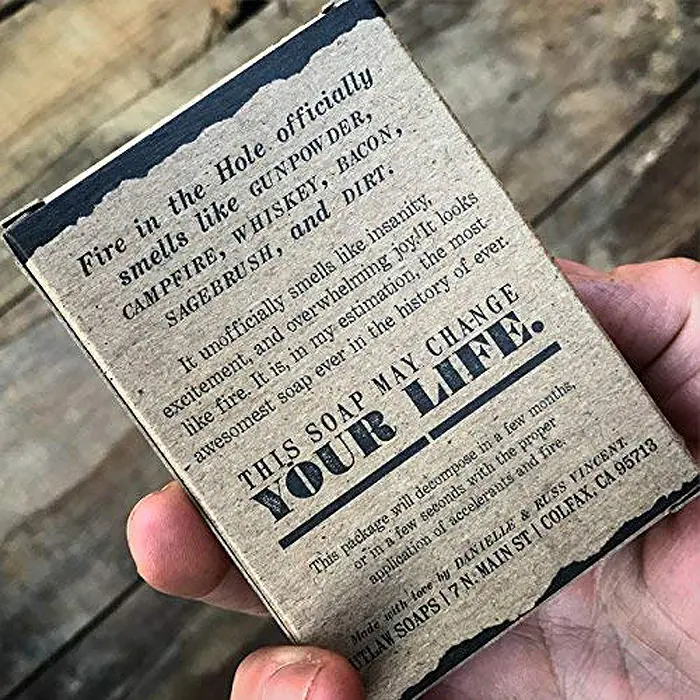 Fire in the Hole officially
smells like GUNPOWDER,
CAMPFIRE, WHISKEY, BACON,
SAGEBRUSH, and DIRT.
It unofficially smells like insanity,
excitement, and overwhelming joy! It looks
like fire. It is, in my estimation, the most-
awesomest soap ever in the history of ever.
THIS SOAP MAY CHANGE
YOUR LIFE.
This package will decompose in a few months,
or in a few seconds with the proper
application of accelerants and fire.
Made with love by DANIELLE & RUSS VINCENT
OUTLAW SOAPS | 7 N. MAIN ST | COLFAX, CA 95713